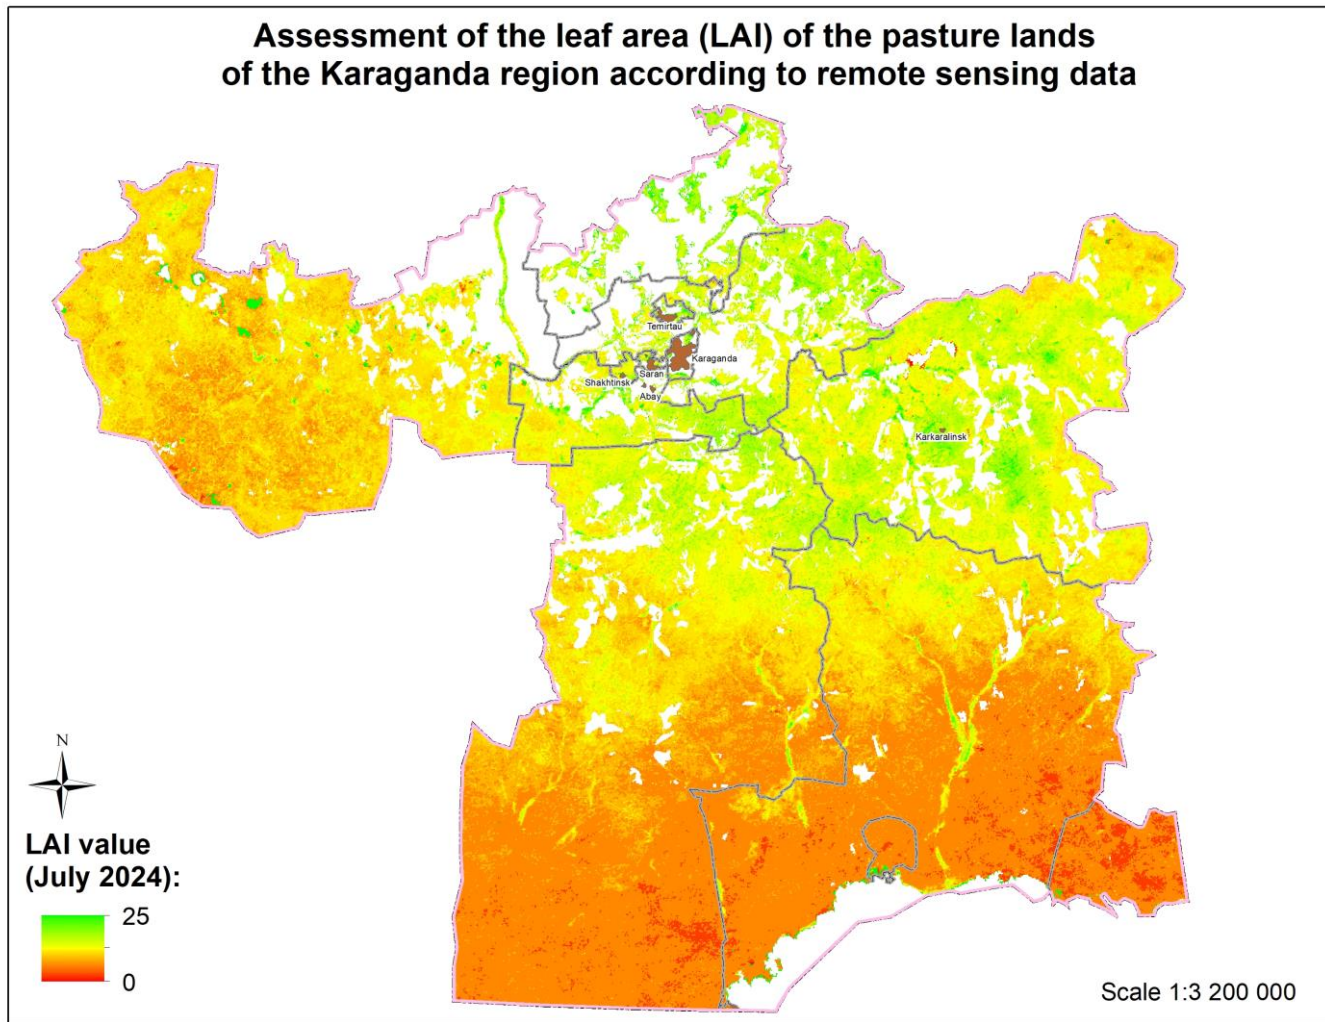 Assessment of the leaf area (LAI) of the pasture lands
of the Karaganda region according to remote sensing data
Temirtau
Karaganda
Saran
Shakhtinsk
Abay
Karkaralinsk
N
LAI value
(July 2024):
25
0
Scale 1:3 200 000